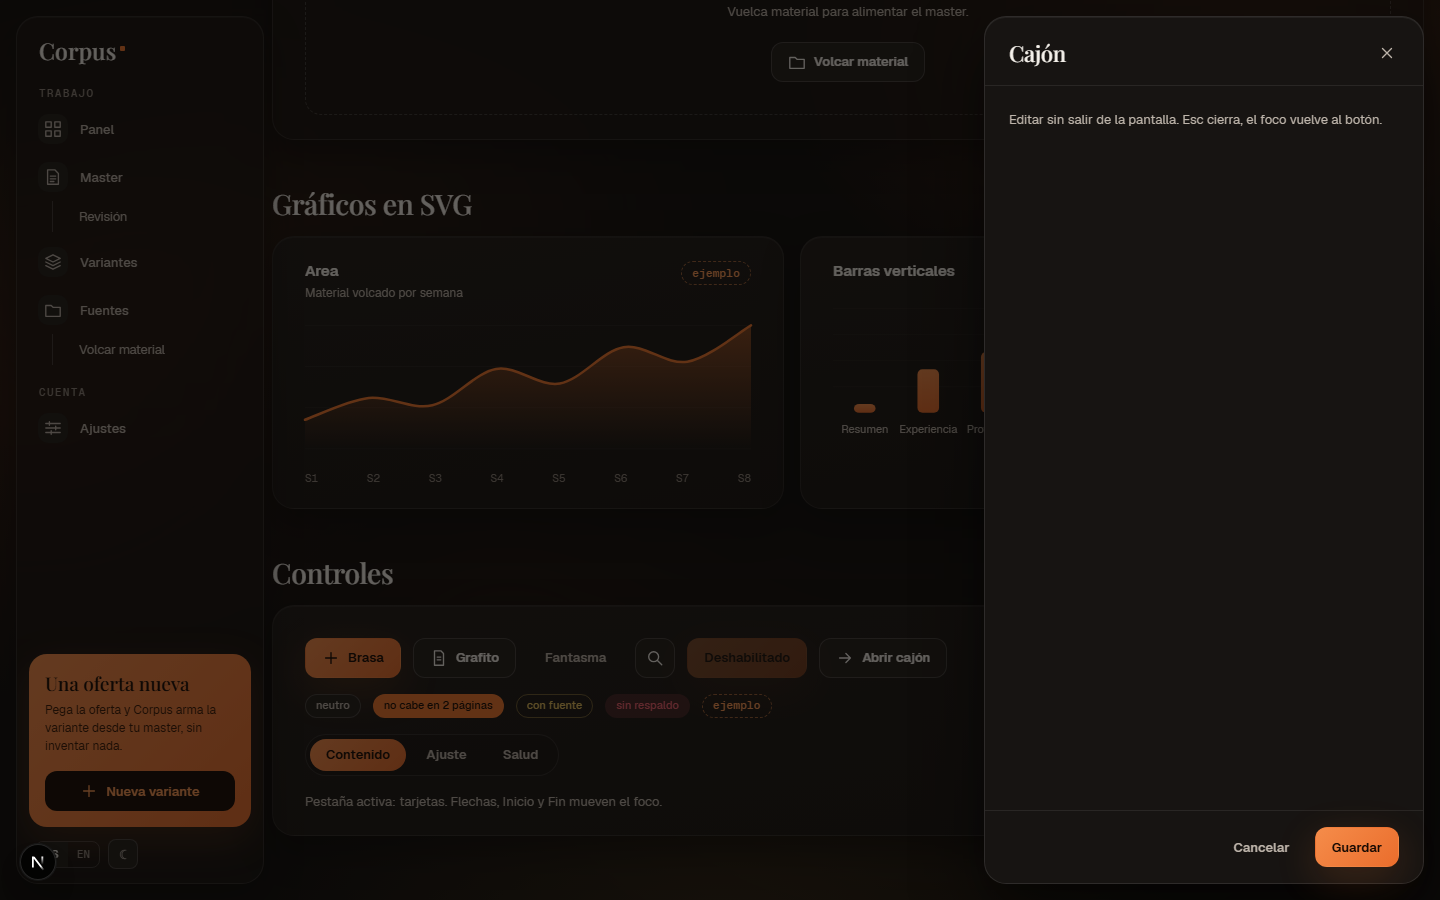 Corpus
TRABAJO
Panel
Master
Revisión
Variantes
Fuentes
Volcar material
CUENTA
Ajustes
Una oferta nueva
Pega la oferta y Corpus arma la
variante desde tu master, sin
inventar nada.
Nueva variante
EN
Vuelca material para alimentar el master.
Volcar material
Gráficos en SVG
Area
ejemplo
Material volcado por semana
S1 S2 S3 S4 S5 S6 S7 S8
Barras verticales
Resumen Experiencia Pro
Controles
Brasa Grafito Fantasma Deshabilitado Abrir cajón
neutro no cabe en 2 páginas con fuente sin respaldo ejemplo
Contenido Ajuste Salud
Pestaña activa: tarjetas. Flechas, Inicio y Fin mueven el foco.
Cajón
Editar sin salir de la pantalla. Esc cierra, el foco vuelve al botón.
Cancelar Guardar